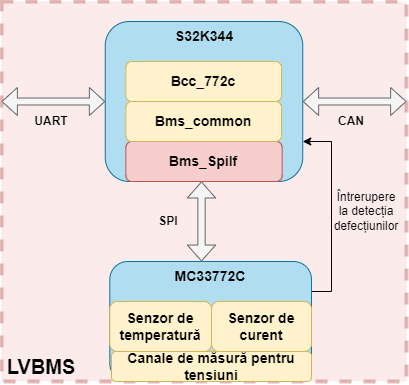 S32K344
Bcc_772c
Bms_common
Bms_Spilf
UART
CAN
SPI
Întrerupere
la detecția
defecțiunilor
MC33772C
Senzor de
temperatură
Senzor de
curent
Canale de măsură pentru
tensiuni
LVBMS